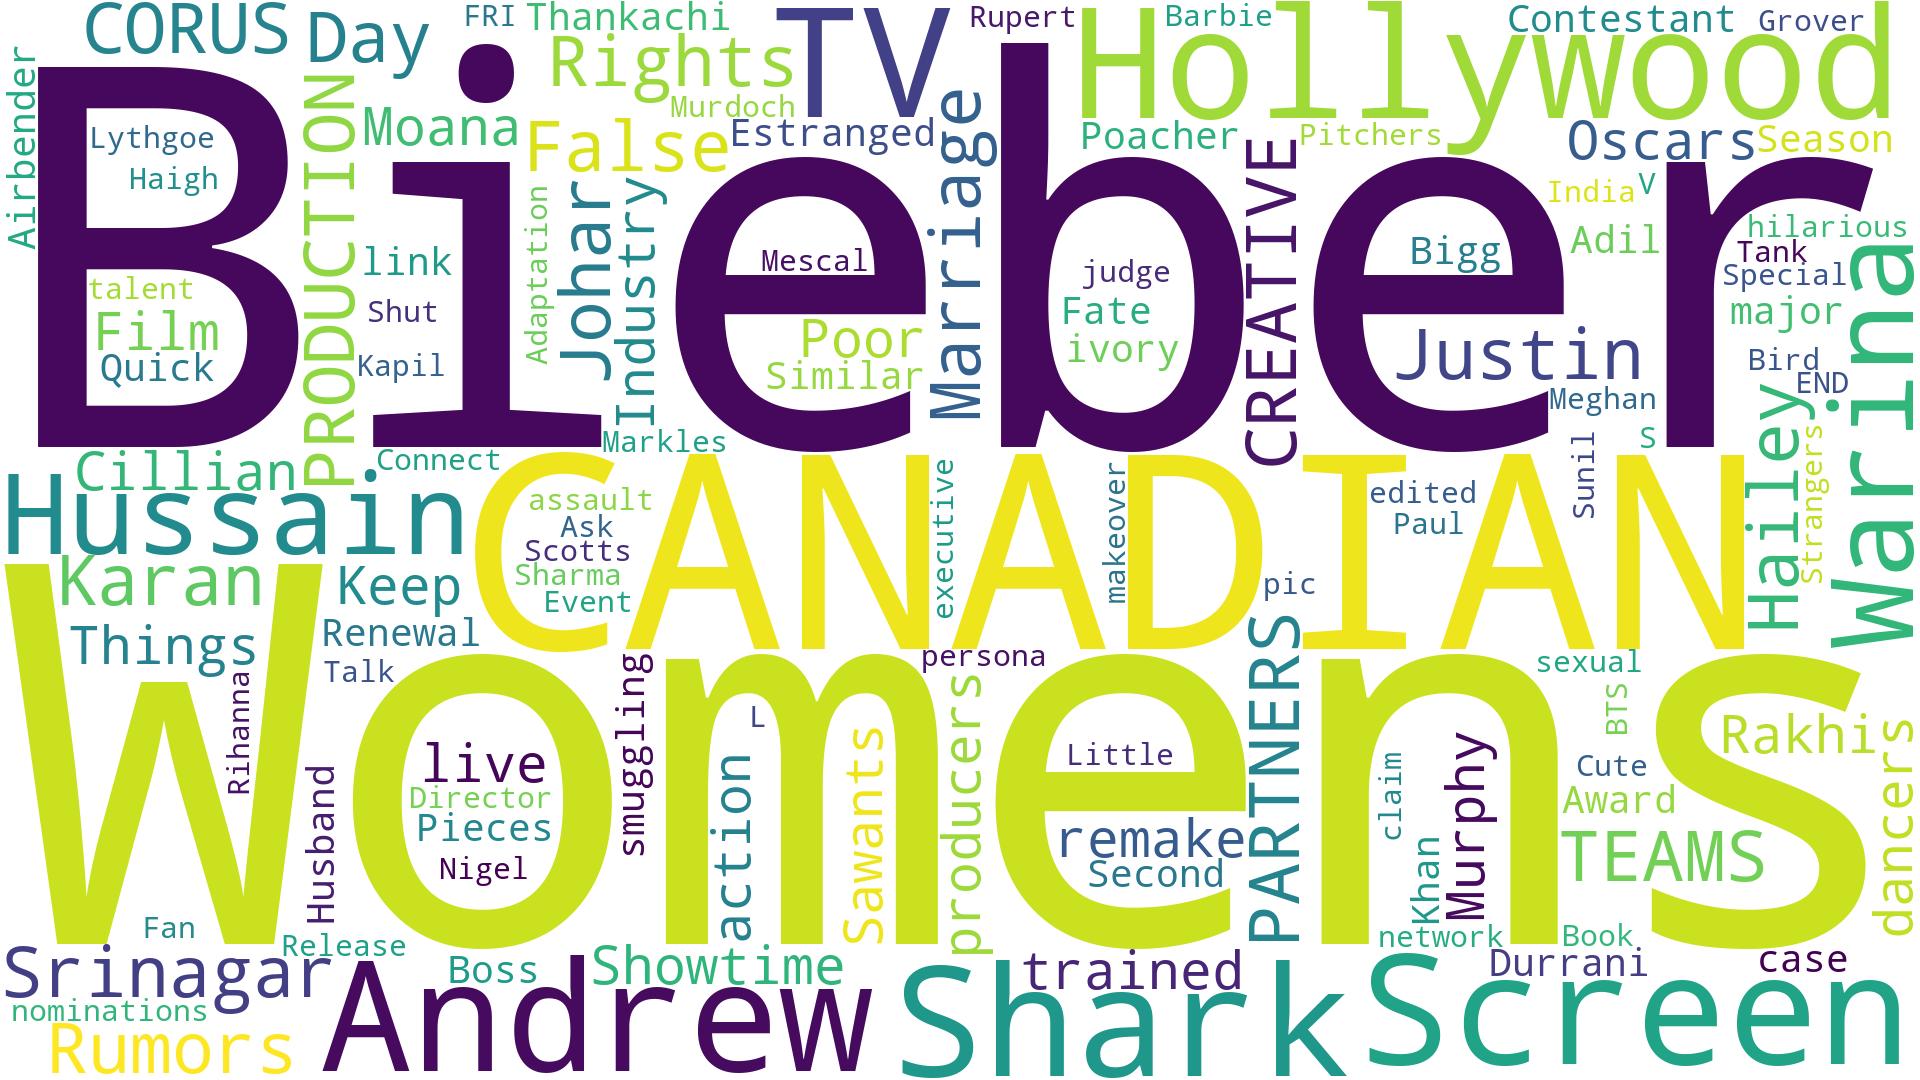 CORUS
Day
FRI
Thankachi
Rights
TV
Rupert
Barbie
Hollywood
Contestant
Grover
Airbender
Bieber
Lythgoe
Haigh
PRODUCTION
Moana
False
Murdoch
Estranged
Marriage
Poacher
CREATIVE
Pitchers
Oscars
Season
India
V
Adil
hilarious
Tank
Special
major
Warina
talent
Film
Quick
link
Shut
Kapil
Adaptation
Johar
Industry
Mescal
Poor
Similar
judge
Fate
ivory
Bigg
Justin
Bird
END
Meghan
S
Sunil
Hailey
Strangers
Markles
Connect
Cillian
Hussain
CANADIAN
assault
Ask
Scotts
Sharma
Event
executive
makeover
edited
Paul
pic
Karan
Keep
Things
Renewal
Talk
Womens
Rihanna
Husband
live
Director
Pieces
Nigel
smuggling
L
action
Sawants
persona
producers
Little
remake
Second
PARTNERS
claim
Khan
Murphy
sexual
BTS
Cute
Award
TEAMS
Rakhis
dancers
Fan
Release
Srinagar
nominations
Rumors
Boss
Showtime
Andrew
trained
Shark
network
Book
Durrani
case
Screen